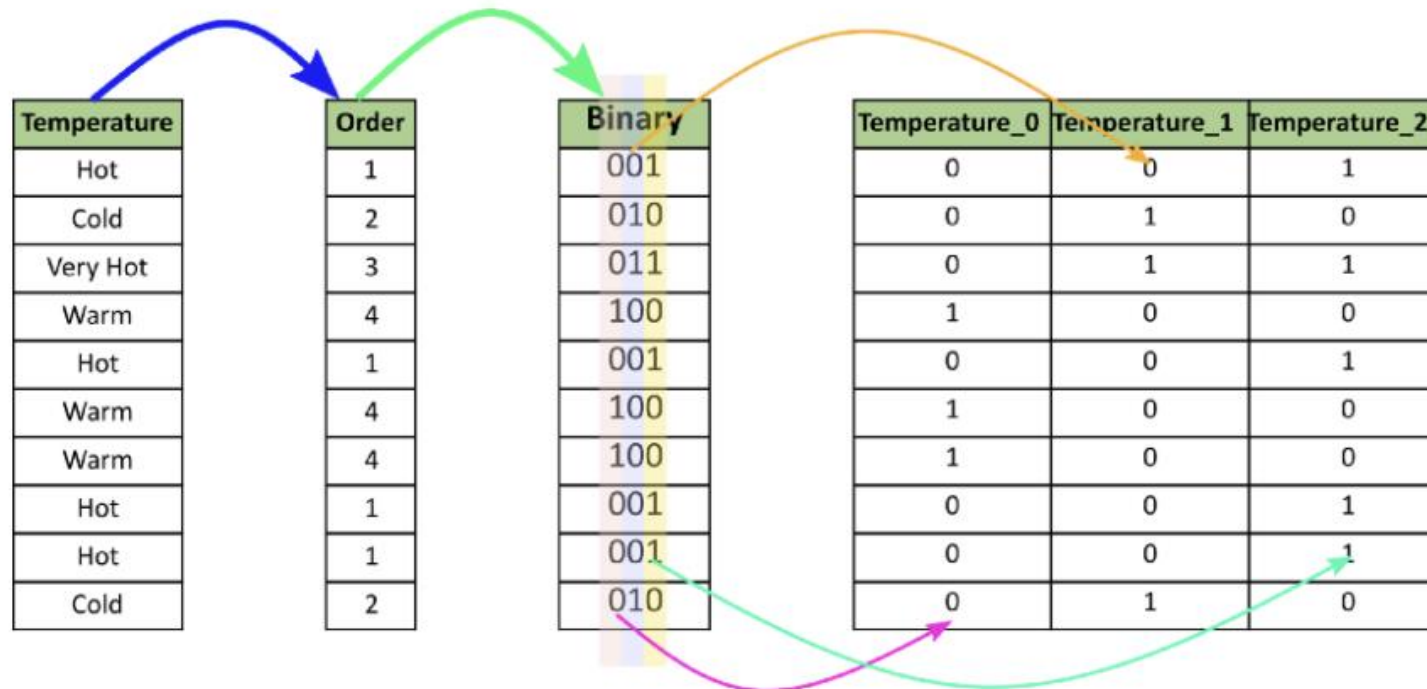 Temperature Order Binary Temperature_0 Temperature_1 Temperature_2
Hot 1 001 0 0 1
Cold 2 010 0 1 0
Very Hot 3 011 0 1 1
Warm 4 100 1 0 0
Hot 1 001 0 0 1
Warm 4 100 1 0 0
Warm 4 100 1 0 0
Hot 1 001 0 0 1
Hot 1 001 0 0 1
Cold 2 010 0 1 0